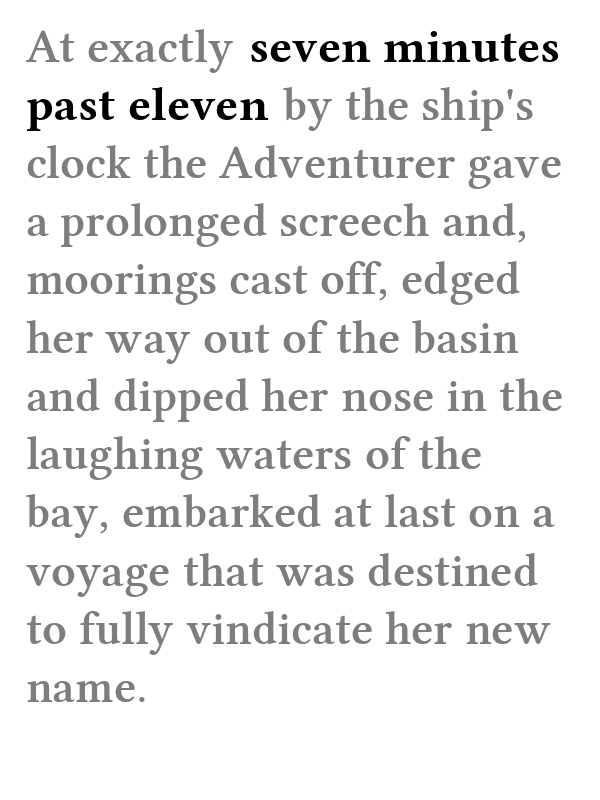 At exactly seven minutes
past eleven by the ship's
clock the Adventurer gave
a prolonged screech and,
moorings cast off, edged
her way out of the basin
and dipped her nose in the
laughing waters of the
bay, embarked at last on a
voyage that was destined
to fully vindicate her new
name.